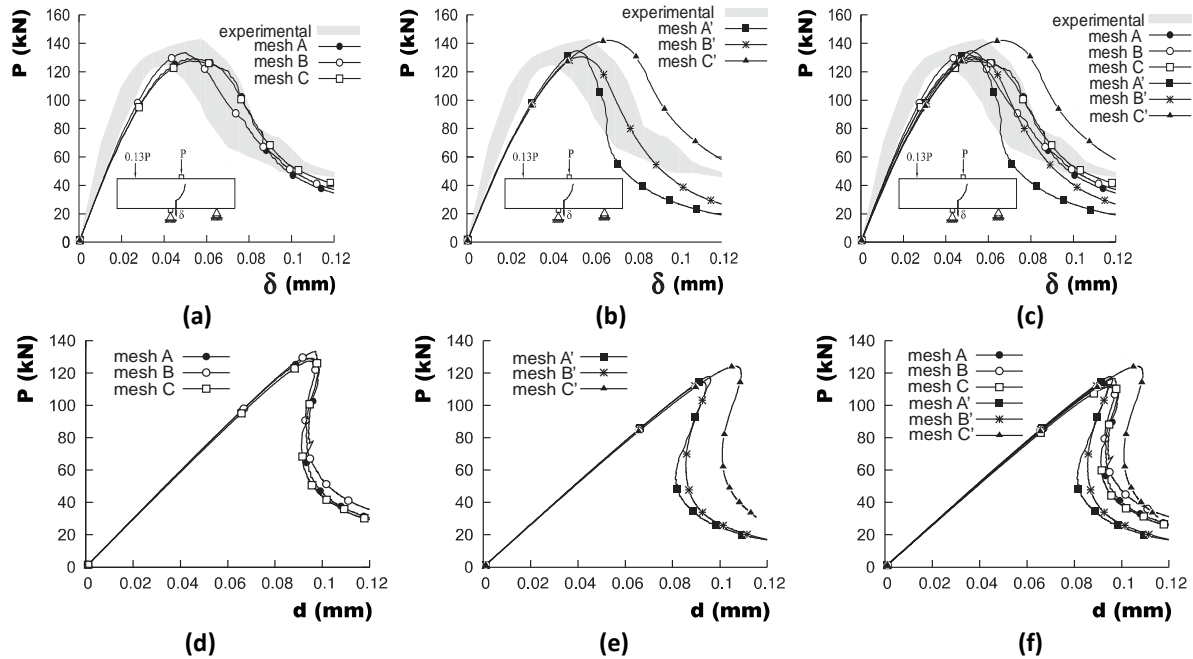 P (kN)
160
140
120
100
80
60
40
20
0
0
0.02
0.04
0.06
0.08
0.10
0.12
δ (mm)
experimental
mesh A
mesh B
mesh C
0.13P
P
δ
(a)
P (kN)
160
140
120
100
80
60
40
20
0
0
0.02
0.04
0.06
0.08
0.10
0.12
δ (mm)
experimental
mesh A'
mesh B'
mesh C'
0.13P
P
δ
(b)
P (kN)
160
140
120
100
80
60
40
20
0
0
0.02
0.04
0.06
0.08
0.10
0.12
δ (mm)
experimental
mesh A
mesh B
mesh C
mesh A'
mesh B'
mesh C'
0.13P
P
δ
(c)
P (kN)
140
120
100
80
60
40
20
0
0
0.02
0.04
0.06
0.08
0.1
0.12
d (mm)
mesh A
mesh B
mesh C
(d)
P (kN)
140
120
100
80
60
40
20
0
0
0.02
0.04
0.06
0.08
0.1
0.12
d (mm)
mesh A'
mesh B'
mesh C'
(e)
P (kN)
140
120
100
80
60
40
20
0
0
0.02
0.04
0.06
0.08
0.1
0.12
d (mm)
mesh A
mesh B
mesh C
mesh A'
mesh B'
mesh C'
(f)